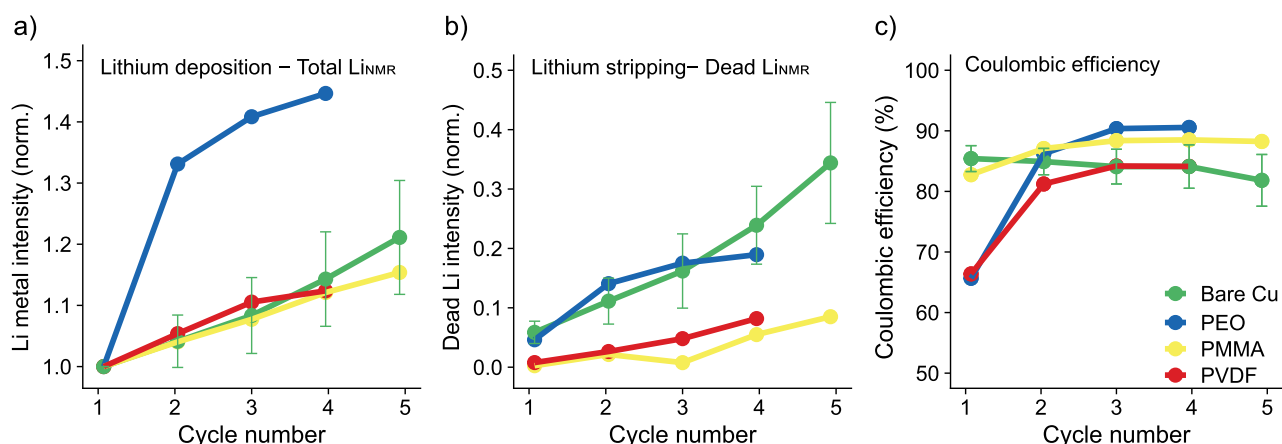 a)
Lithium deposition − Total LiNMR
Li metal intensity (norm.)
1.5
1.4
1.3
1.2
1.1
1.0
1 2 3 4 5
Cycle number
b)
Lithium stripping− Dead LiNMR
Dead Li intensity (norm.)
0.5
0.4
0.3
0.2
0.1
0.0
1 2 3 4 5
Cycle number
c)
Coulombic efficiency
Coulombic efficiency (%)
100
90
80
70
60
50
Bare Cu
PEO
PMMA
PVDF
1 2 3 4 5
Cycle number